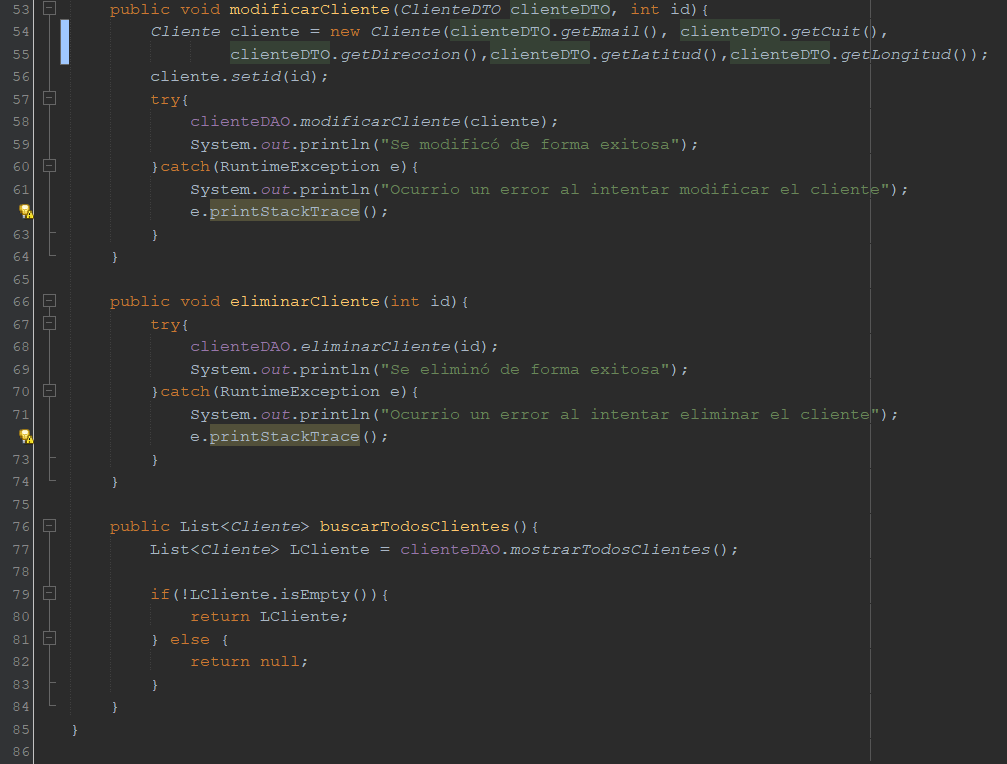 53 public void modificarCliente(ClienteDTO clienteDTO, int id){
54 Cliente cliente = new Cliente(clienteDTO.getEmail(), clienteDTO.getCuit(),
55 clienteDTO.getDireccion(),clienteDTO.getLatitud(),clienteDTO.getLongitud());
56 cliente.setid(id);
57 try{
58 clienteDAO.modificarCliente(cliente);
59 System.out.println("Se modificó de forma exitosa");
60 }catch(RuntimeException e){
61 System.out.println("Ocurrio un error al intentar modificar el cliente");
e.printStackTrace();
63 }
64 }
65
66 public void eliminarCliente(int id){
67 try{
68 clienteDAO.eliminarCliente(id);
69 System.out.println("Se eliminó de forma exitosa");
70 }catch(RuntimeException e){
71 System.out.println("Ocurrio un error al intentar eliminar el cliente");
e.printStackTrace();
73 }
74 }
75
76 public List<Cliente> buscarTodosClientes(){
77 List<Cliente> LCliente = clienteDAO.mostrarTodosClientes();
78
79 if(!LCliente.isEmpty()){
80 return LCliente;
81 } else {
82 return null;
83 }
84 }
85 }
86